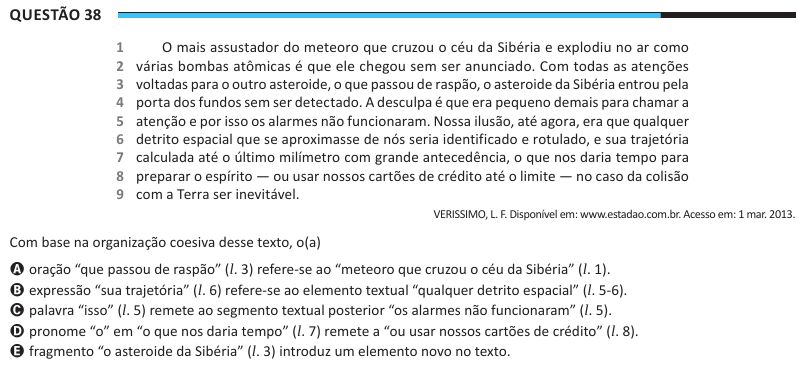 QUESTÃO 38
1 O mais assustador do meteoro que cruzou o céu da Sibéria e explodiu no ar como
2 várias bombas atômicas é que ele chegou sem ser anunciado. Com todas as atenções
3 voltadas para o outro asteroide, o que passou de raspão, o asteroide da Sibéria entrou pela
4 porta dos fundos sem ser detectado. A desculpa é que era pequeno demais para chamar a
5 atenção e por isso os alarmes não funcionaram. Nossa ilusão, até agora, era que qualquer
6 detrito espacial que se aproximasse de nós seria identificado e rotulado, e sua trajetória
7 calculada até o último milímetro com grande antecedência, o que nos daria tempo para
8 preparar o espírito — ou usar nossos cartões de crédito até o limite — no caso da colisão
9 com a Terra ser inevitável.
VERISSIMO, L. F. Disponível em: www.estadao.com.br. Acesso em: 1 mar. 2013.
Com base na organização coesiva desse texto, o(a)
A oração “que passou de raspão” (l. 3) refere-se ao “meteoro que cruzou o céu da Sibéria” (l. 1).
B expressão “sua trajetória” (l. 6) refere-se ao elemento textual “qualquer detrito espacial” (l. 5-6).
C palavra “isso” (l. 5) remete ao segmento textual posterior “os alarmes não funcionaram” (l. 5).
D pronome “o” em “o que nos daria tempo” (l. 7) remete a “ou usar nossos cartões de crédito” (l. 8).
E fragmento “o asteroide da Sibéria” (l. 3) introduz um elemento novo no texto.